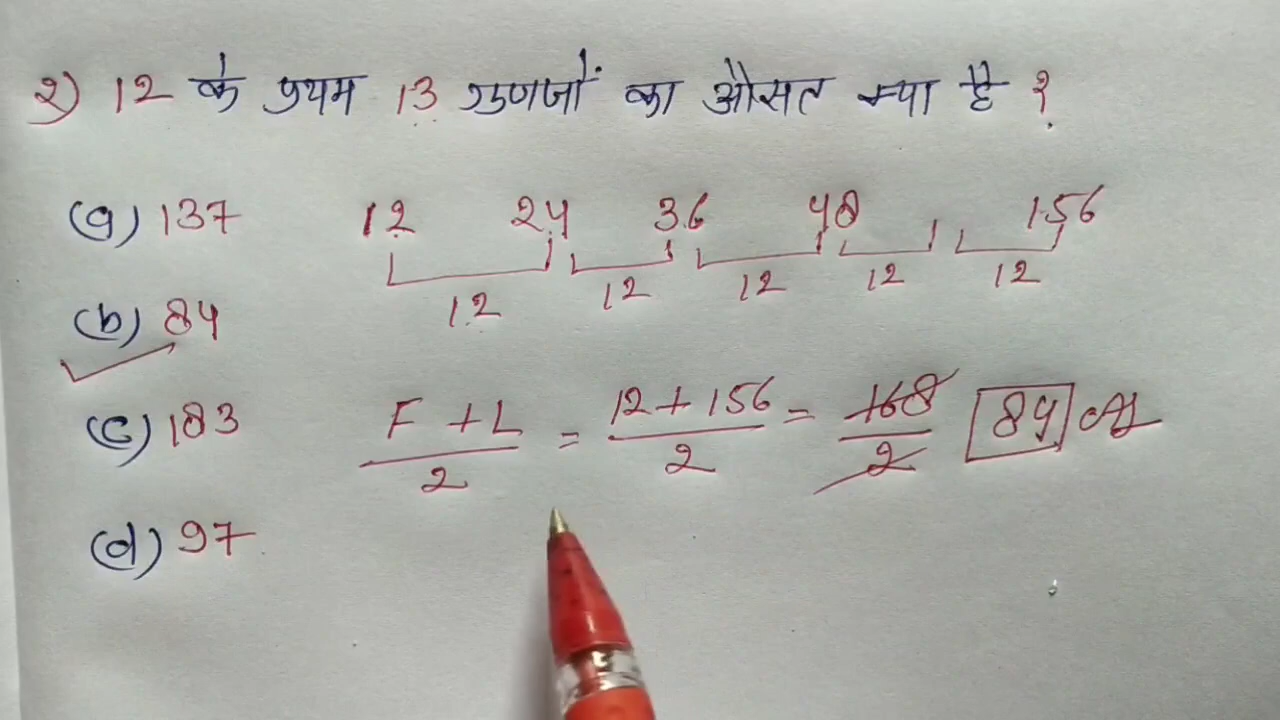 2) 12 के प्रथम 13 गुणजों का औसत क्या है ?
(a) 137
12 24 36 48 156
12 12 12 12 12
(b) 84
(c) 183
F + L / 2 = 12 + 156 / 2 = 168 / 2 84 Ans
(d) 97